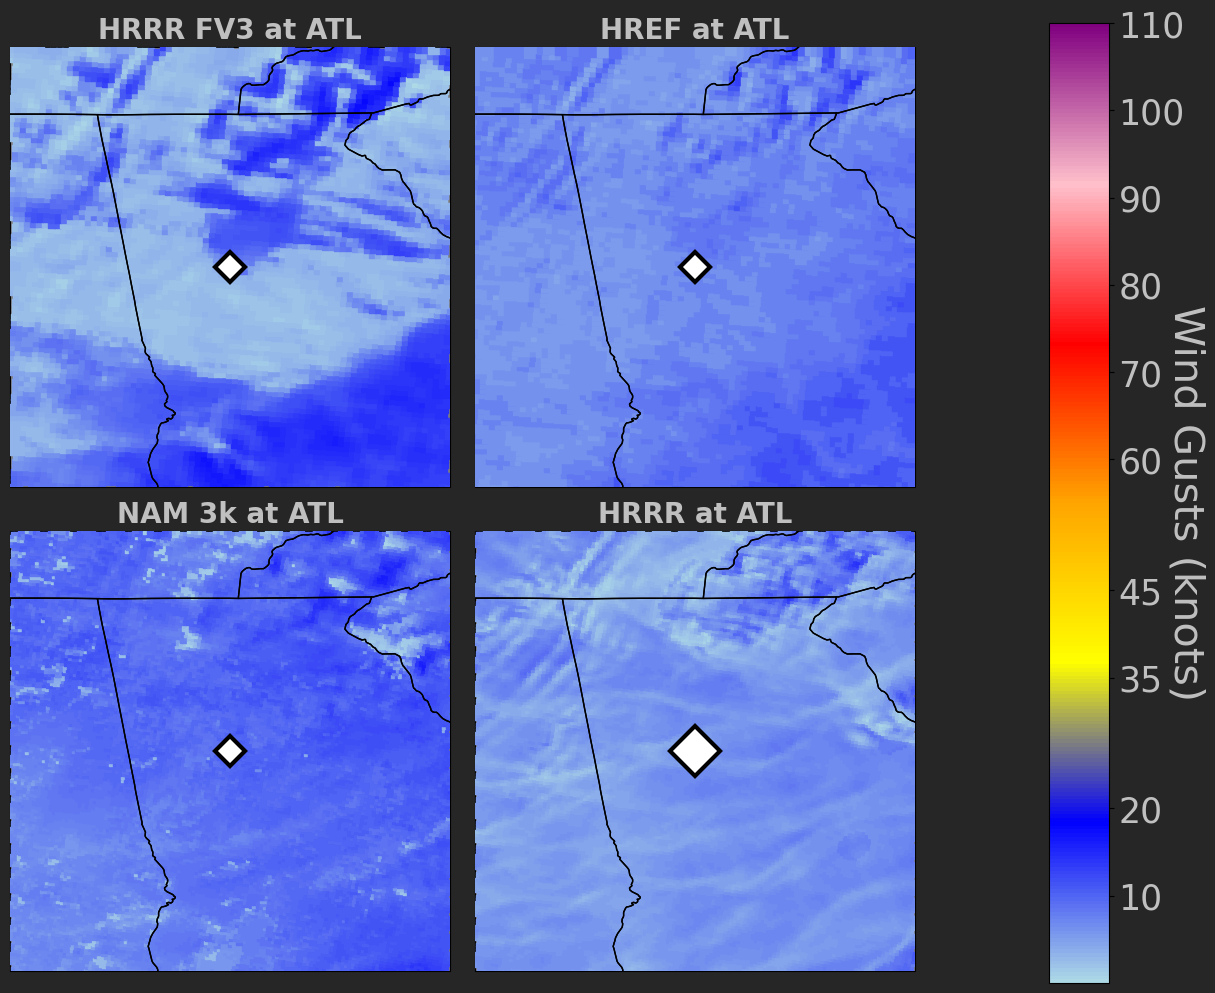 HRRR FV3 at ATL
HREF at ATL
NAM 3k at ATL
HRRR at ATL
110
100
90
80
70
60
45
35
20
10
Wind Gusts (knots)